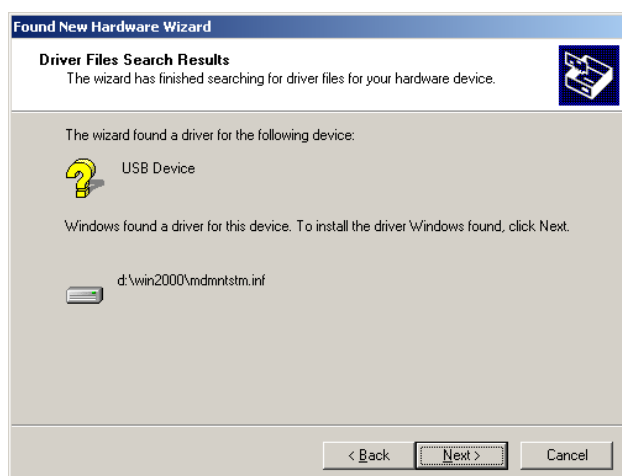 Found New Hardware Wizard
Driver Files Search Results
The wizard has finished searching for driver files for your hardware device.
The wizard found a driver for the following device:
USB Device
Windows found a driver for this device. To install the driver Windows found, click Next.
d:\win2000\mdmntstm.inf
< Back Next > Cancel